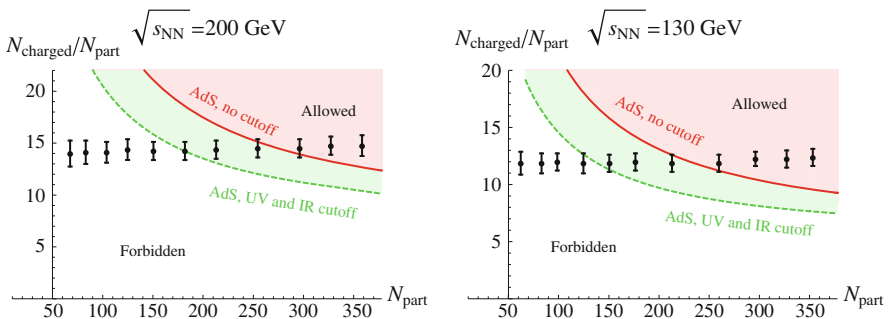 √s_NN =200 GeV
N_charged/N_part
20
15
10
5
AdS, no cutoff
Allowed
AdS, UV and IR cutoff
Forbidden
50 100 150 200 250 300 350
N_part
√s_NN =130 GeV
N_charged/N_part
20
15
10
5
AdS, no cutoff
Allowed
AdS, UV and IR cutoff
Forbidden
50 100 150 200 250 300 350
N_part